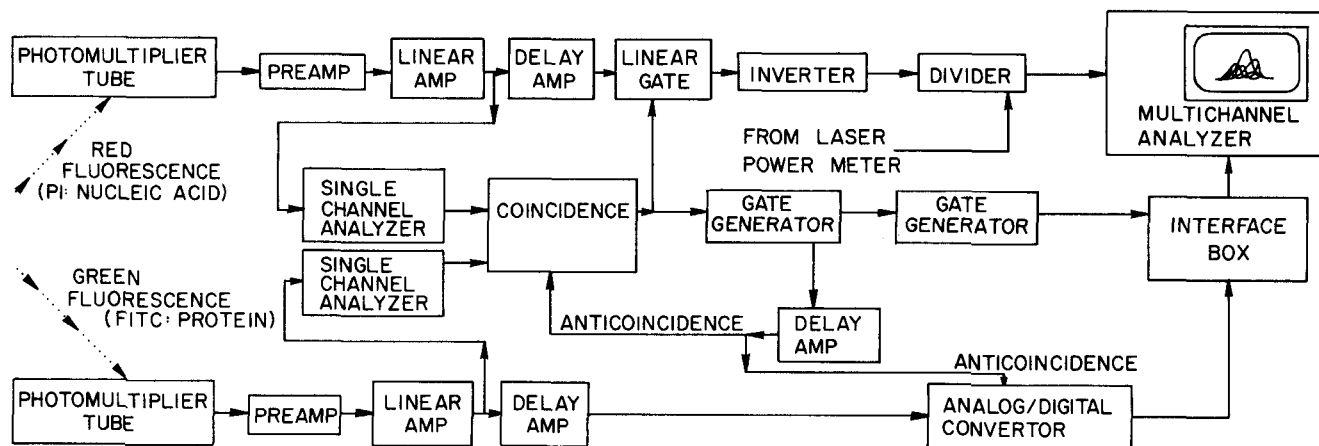 PHOTOMULTIPLIER
TUBE
PREAMP
LINEAR
AMP
DELAY
AMP
LINEAR
GATE
INVERTER
DIVIDER
MULTICHANNEL
ANALYZER
RED
FLUORESCENCE
(PI: NUCLEIC ACID)
FROM LASER
POWER METER
SINGLE
CHANNEL
ANALYZER
COINCIDENCE
GATE
GENERATOR
GATE
GENERATOR
INTERFACE
BOX
SINGLE
CHANNEL
ANALYZER
GREEN
FLUORESCENCE
(FITC: PROTEIN)
ANTICOINCIDENCE
DELAY
AMP
ANTICOINCIDENCE
PHOTOMULTIPLIER
TUBE
PREAMP
LINEAR
AMP
DELAY
AMP
ANALOG/DIGITAL
CONVERTOR